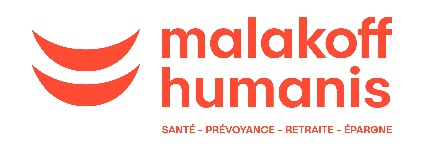 malakoff
humanis
SANTÉ - PRÉVOYANCE - RETRAITE - ÉPARGNE